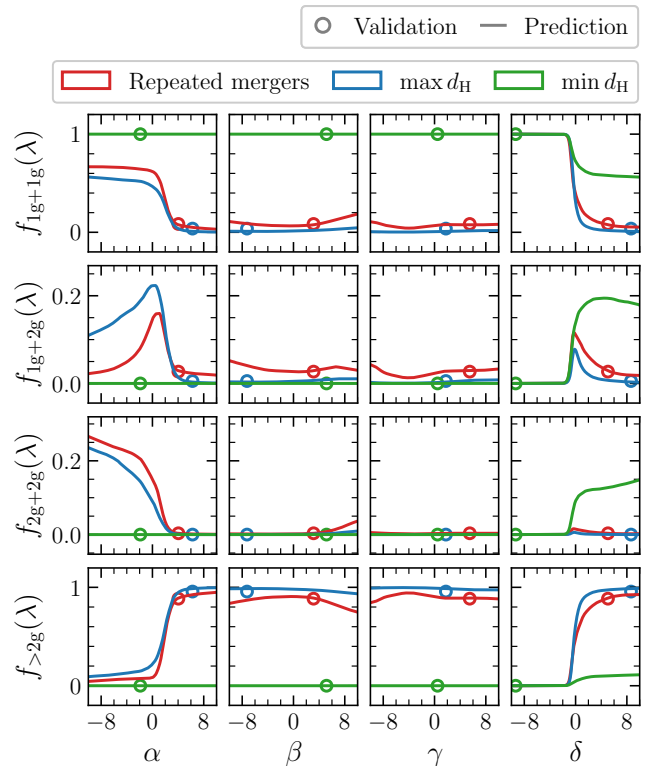 Validation Prediction
Repeated mergers max d_H min d_H
f_{1g+1g}(λ)
1
0
f_{1g+2g}(λ)
0.2
0.0
f_{2g+2g}(λ)
0.2
0.0
f_{>2g}(λ)
1
0
−8 0 8 −8 0 8 −8 0 8 −8 0 8
α β γ δ